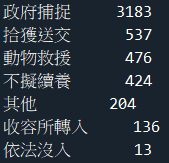 政府捕捉 3183
拾獲送交 537
動物救援 476
不擬續養 424
其他 204
收容所轉入 136
依法沒入 13